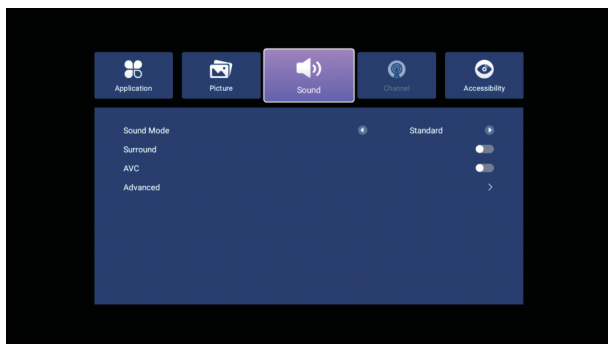 Application Picture Sound Channel Accessibility
Sound Mode Standard
Surround
AVC
Advanced